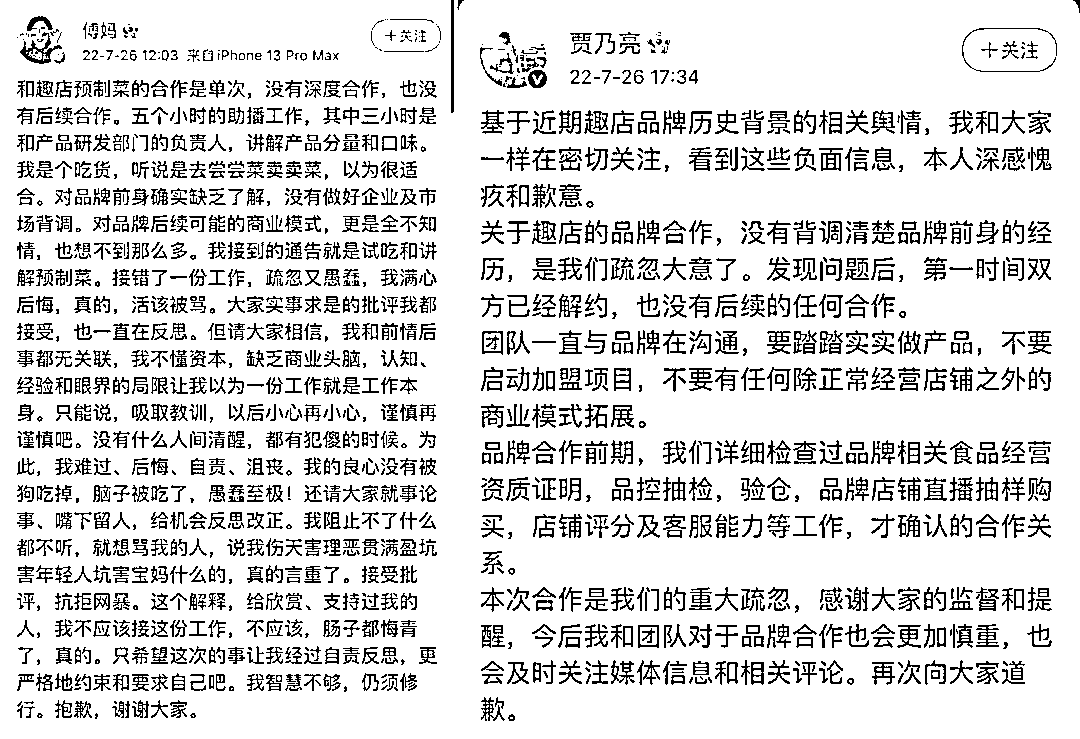 傅妈
22-7-26 12:03 来自iPhone 13 Pro Max
+关注
和趣店预制菜的合作是单次，没有深度合作，也没
有后续合作。五个小时的助播工作，其中三小时是
和产品研发部门的负责人，讲解产品分量和口味。
我是个吃货，听说是去尝尝菜卖卖菜，以为很适
合。对品牌前身确实缺乏了解，没有做好企业及市
场背调。对品牌后续可能的商业模式，更是全不知
情，也想不到那么多。我接到的通告就是试吃和讲
解预制菜。接错了一份工作，疏忽又愚蠢，我满心
后悔，真的，活该被骂。大家实事求是的批评我都
接受，也一直在反思。但请大家相信，我和前情后
事都无关联，我不懂资本，缺乏商业头脑，认知、
经验和眼界的局限让我以为一份工作就是工作本
身。只能说，吸取教训，以后小心再小心，谨慎再
谨慎吧。没有什么人间清醒，都有犯傻的时候。为
此，我难过、后悔、自责、沮丧。我的良心没有被
狗吃掉，脑子被吃了，愚蠢至极！还请大家就事论
事、嘴下留人，给机会反思改正。我阻止不了什么
都不听，就想骂我的人，说我伤天害理恶贯满盈坑
害年轻人坑害宝妈什么的，真的言重了。接受批
评，抗拒网暴。这个解释，给欣赏、支持过我的
人，我不应该接这份工作，不应该，肠子都悔青
了，真的。只希望这次的事让我经过自责反思，更
严格地约束和要求自己吧。我智慧不够，仍须修
行。抱歉，谢谢大家。
贾乃亮
22-7-26 17:34
+关注
基于近期趣店品牌历史背景的相关舆情，我和大家
一样在密切关注，看到这些负面信息，本人深感愧
疚和歉意。
关于趣店的品牌合作，没有背调清楚品牌前身的经
历，是我们疏忽大意了。发现问题后，第一时间双
方已经解约，也没有后续的任何合作。
团队一直与品牌在沟通，要踏踏实实做产品，不要
启动加盟项目，不要有任何除正常经营店铺之外的
商业模式拓展。
品牌合作前期，我们详细检查过品牌相关食品经营
资质证明，品控抽检，验仓，品牌店铺直播抽样购
买，店铺评分及客服能力等工作，才确认的合作关
系。
本次合作是我们的重大疏忽，感谢大家的监督和提
醒，今后我和团队对于品牌合作也会更加慎重，也
会及时关注媒体信息和相关评论。再次向大家道
歉。